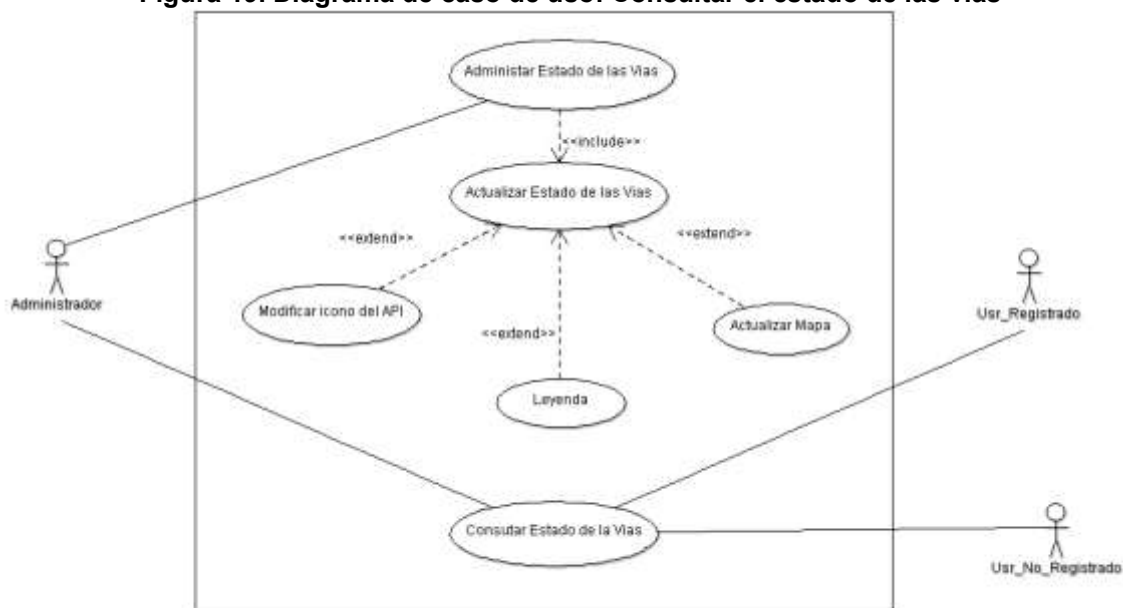 Administar Estado de las Vias
<<include>>
Actualizar Estado de las Vias
<<extend>>
<<extend>>
Administrador
Modificar icono del API
<<extend>>
Actualizar Mapa
Usr_Registrado
Leyenda
Consutar Estado de la Vias
Usr_No_Registrado